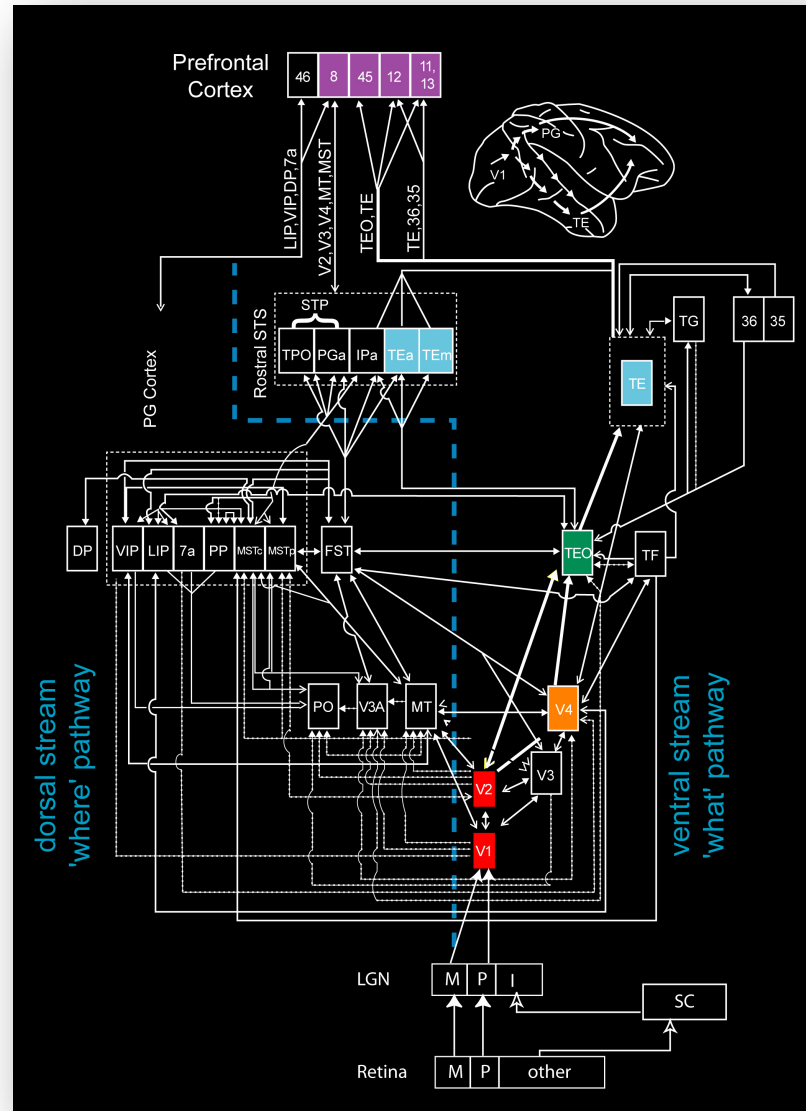 Prefrontal
Cortex
46
8
45
12
11,
13
LIP,VIP,DP,7a
V2,V3,V4,MT,MST
TEO,TE
TE,36,35
PG
V1
TE
Rostral STS
STP
TPO
PGa
IPa
TEa
TEm
TG
36
35
TE
PG Cortex
DP
VIP
LIP
7a
PP
MSTc
MSTp
FST
TEO
TF
dorsal stream
'where' pathway
ventral stream
'what' pathway
PO
V3A
MT
V4
V2
V3
V1
LGN
M
P
I
SC
Retina
M
P
other